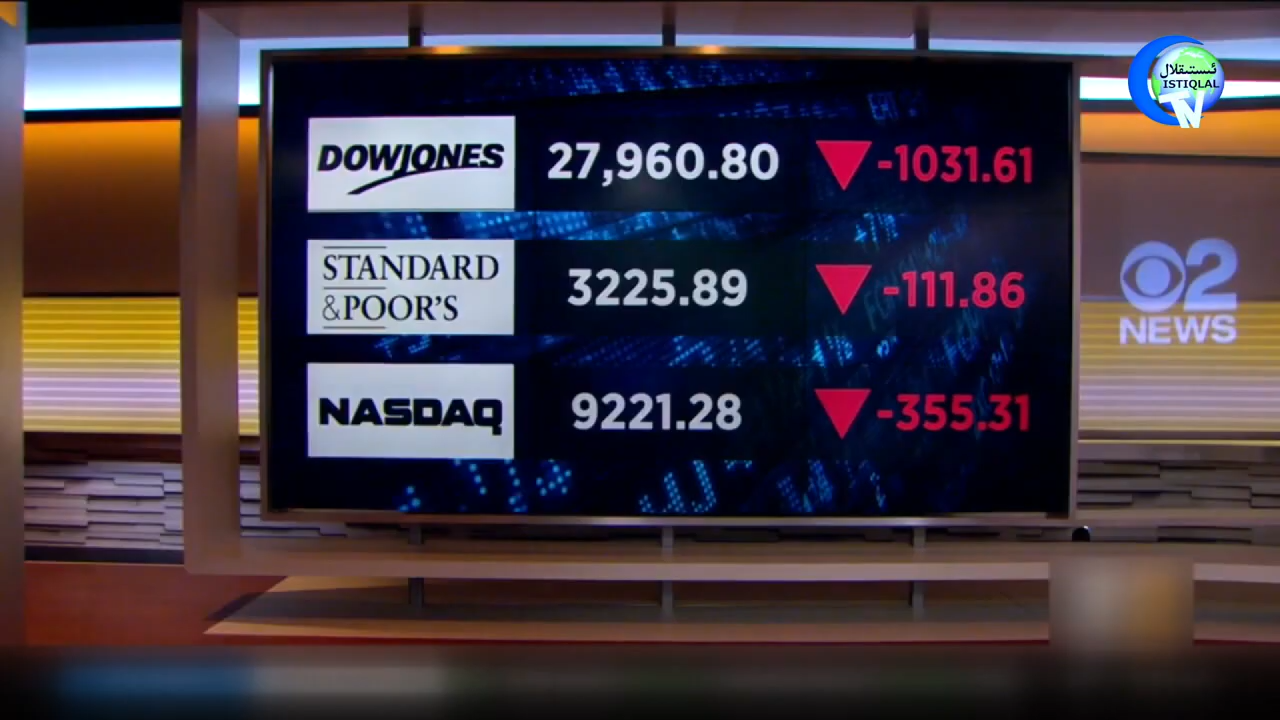 ئستقلال
ISTIQLAL
TV
DOWJONES 27,960.80 -1031.61
STANDARD
&POOR'S 3225.89 -111.86
NASDAQ 9221.28 -355.31
2
NEWS